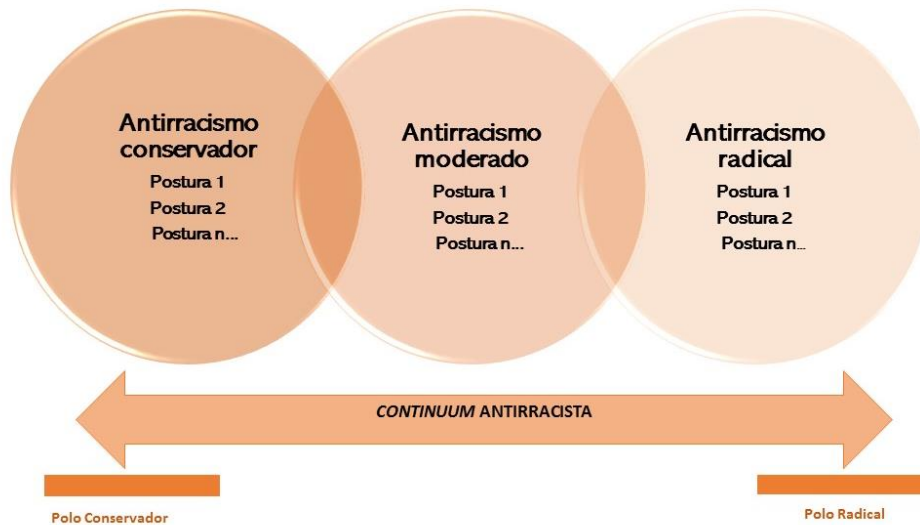 Antirracismo
conservador
Postura 1
Postura 2
Postura n...
Antirracismo
moderado
Postura 1
Postura 2
Postura n...
Antirracismo
radical
Postura 1
Postura 2
Postura n...
CONTINUUM ANTIRRACISTA
Polo Conservador
Polo Radical